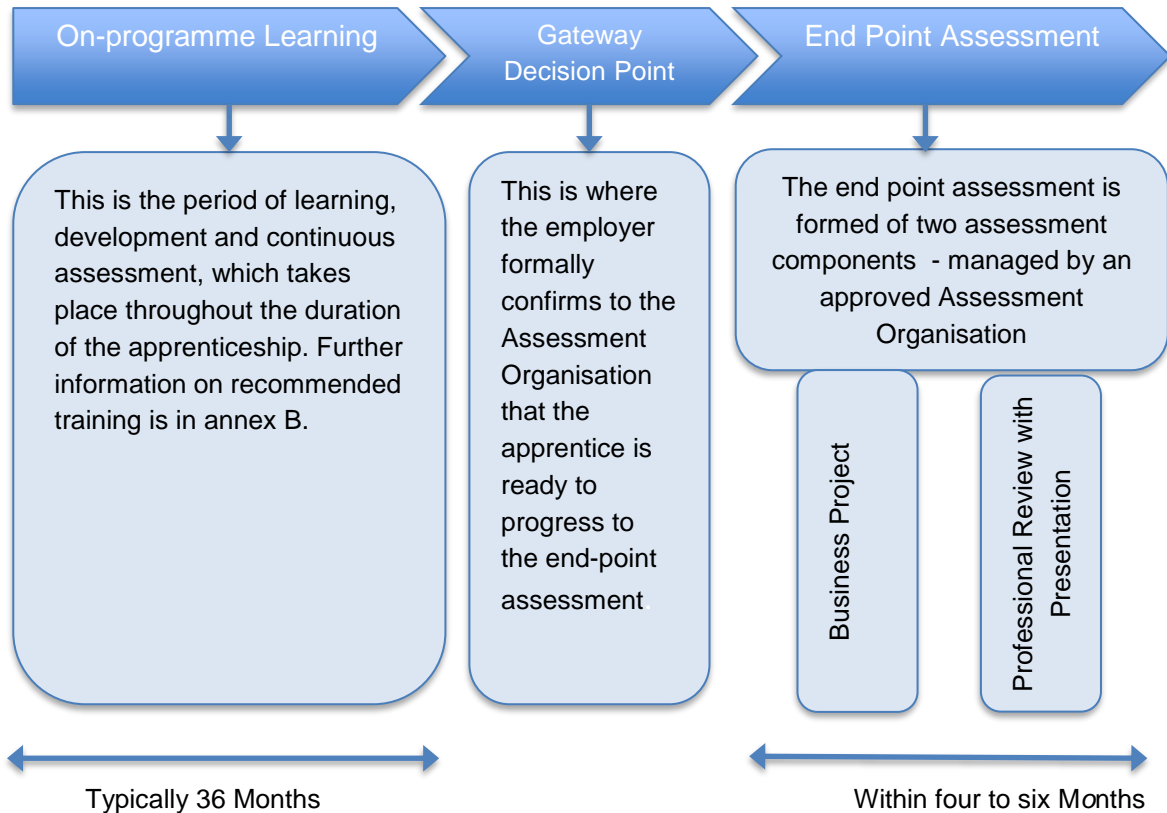 On-programme Learning
Gateway
Decision Point
End Point Assessment
This is the period of learning,
development and continuous
assessment, which takes
place throughout the duration
of the apprenticeship. Further
information on recommended
training is in annex B.
This is where
the employer
formally
confirms to the
Assessment
Organisation
that the
apprentice is
ready to
progress to
the end-point
assessment.
The end point assessment is
formed of two assessment
components - managed by an
approved Assessment
Organisation
Business Project
Professional Review with
Presentation
Typically 36 Months
Within four to six Months